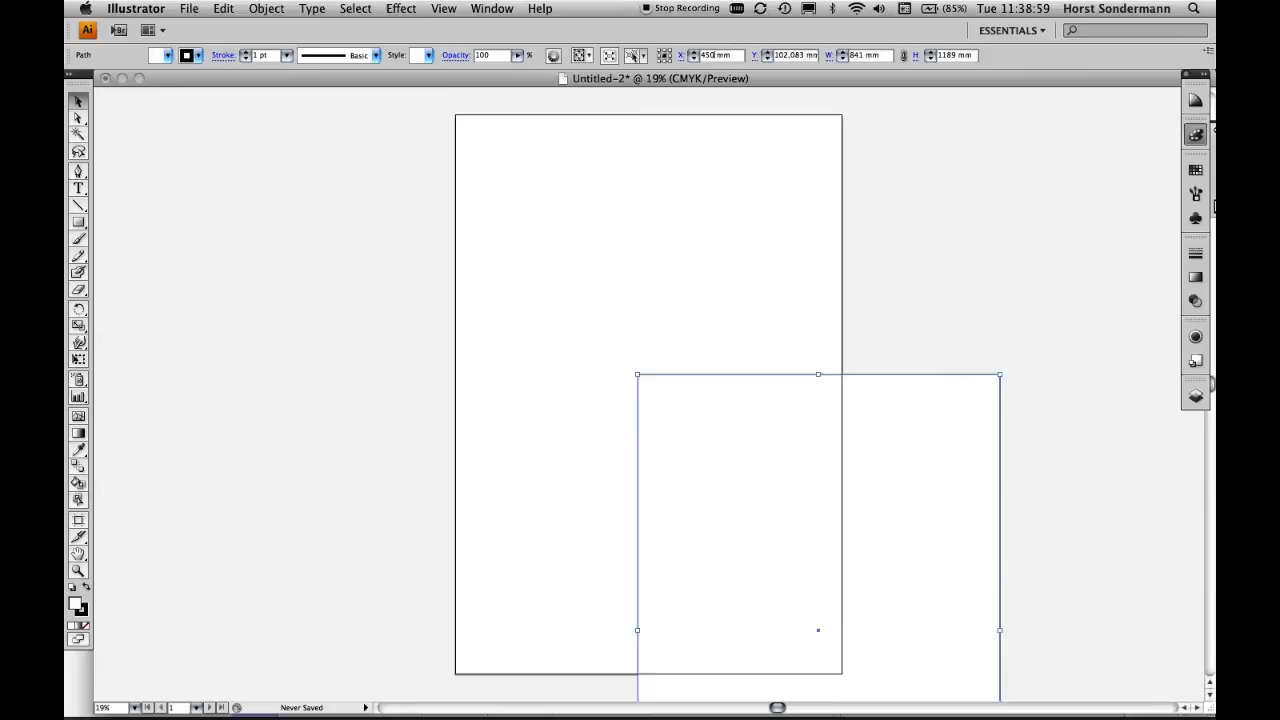 Illustrator File Edit Object Type Select Effect View Window Help Stop Recording (85%) Tue 11:38:59 Horst Sondermann
Ai Br ESSENTIALS
Path Stroke: 1 pt Basic Style: Opacity: 100 % X: 450 mm Y: 102,083 mm W: 841 mm H: 1189 mm
Untitled-2* @ 19% (CMYK/Preview)
T
19% 1 Never Saved